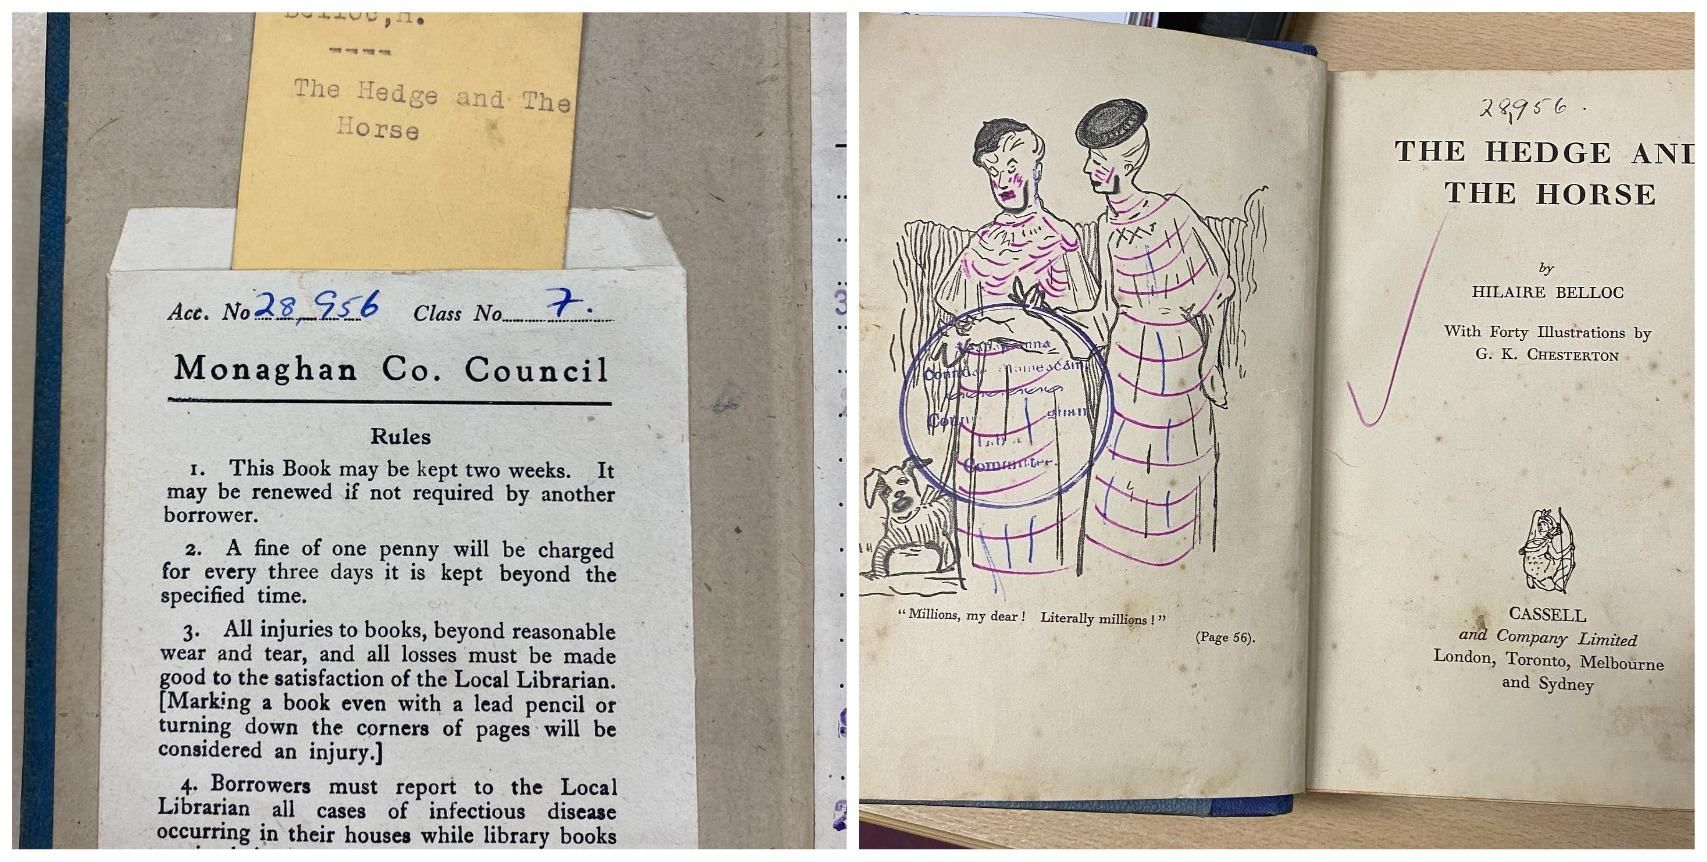 Belloc, H.
----
The Hedge and The
Horse
Acc. No 28,956 Class No 7.
Monaghan Co. Council
Rules
1. This Book may be kept two weeks. It
may be renewed if not required by another
borrower.
2. A fine of one penny will be charged
for every three days it is kept beyond the
specified time.
3. All injuries to books, beyond reasonable
wear and tear, and all losses must be made
good to the satisfaction of the Local Librarian.
[Marking a book even with a lead pencil or
turning down the corners of pages will be
considered an injury.]
4. Borrowers must report to the Local
Librarian all cases of infectious disease
occurring in their houses while library books
Committee.
"Millions, my dear! Literally millions!"
(Page 56).
28,956.
THE HEDGE AND
THE HORSE
by
HILAIRE BELLOC
With Forty Illustrations by
G. K. CHESTERTON
CASSELL
and Company Limited
London, Toronto, Melbourne
and Sydney